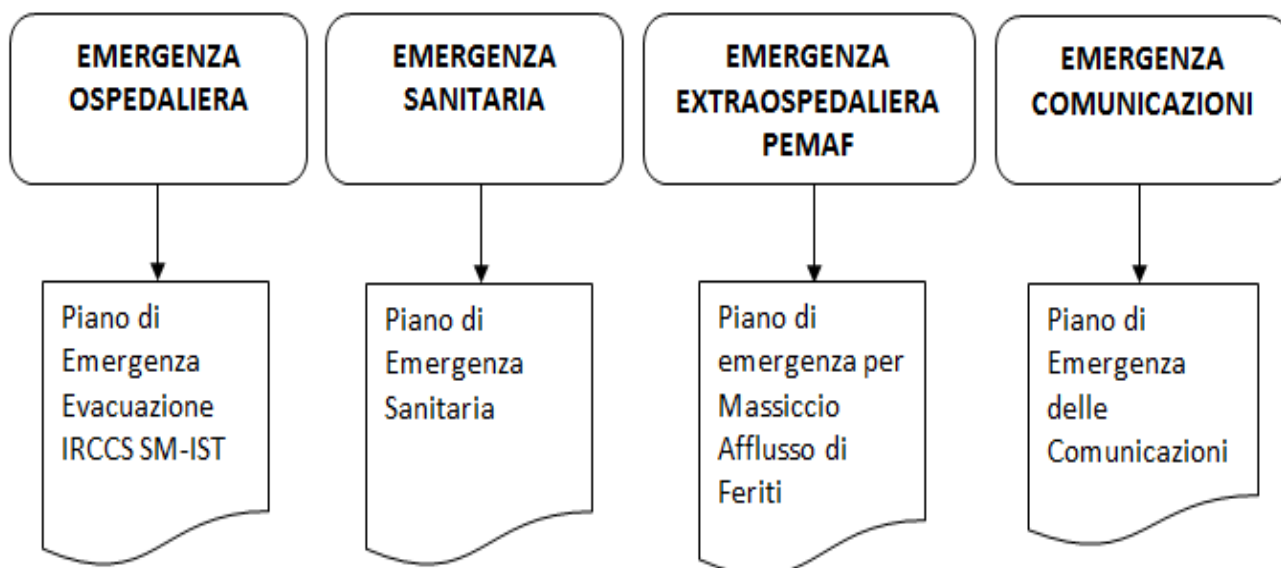 EMERGENZA
OSPEDALIERA
EMERGENZA
SANITARIA
EMERGENZA
EXTRAOSPEDALIERA
PEMAF
EMERGENZA
COMUNICAZIONI
Piano di
Emergenza
Evacuazione
IRCCS SM-IST
Piano di
Emergenza
Sanitaria
Piano di
emergenza per
Massiccio
Afflusso di
Feriti
Piano di
Emergenza
delle
Comunicazioni